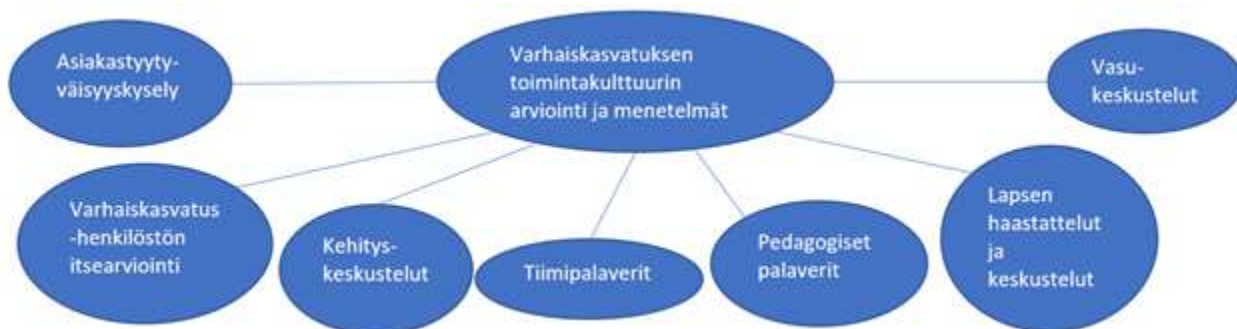 Asiakastyyty-
väisyyskysely
Varhaiskasvatuksen
toimintakulttuurin
arviointi ja menetelmät
Vasu-
keskustelut
Varhaiskasvatus
-henkilöstön
itsearviointi
Kehitys-
keskustelut
Tiimipalaverit
Pedagogiset
palaverit
Lapsen
haastattelut
ja
keskustelut